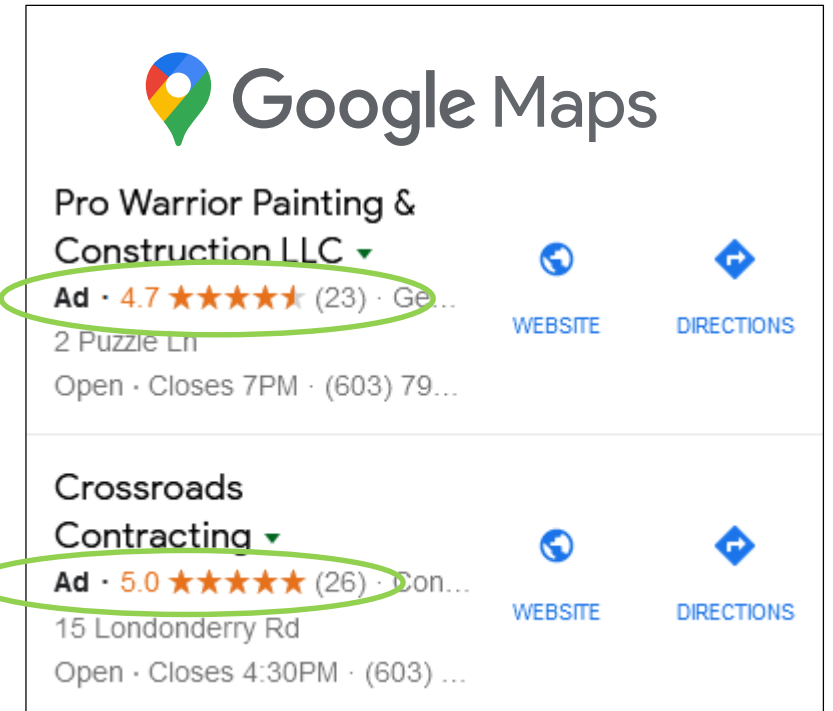 Google Maps
Pro Warrior Painting &
Construction LLC
Ad · 4.7 (23) · Ge...
WEBSITE
DIRECTIONS
2 Puzzle Ln
Open · Closes 7PM · (603) 79...
Crossroads
Contracting
Ad · 5.0 (26) · Con...
WEBSITE
DIRECTIONS
15 Londonderry Rd
Open · Closes 4:30PM · (603) ...